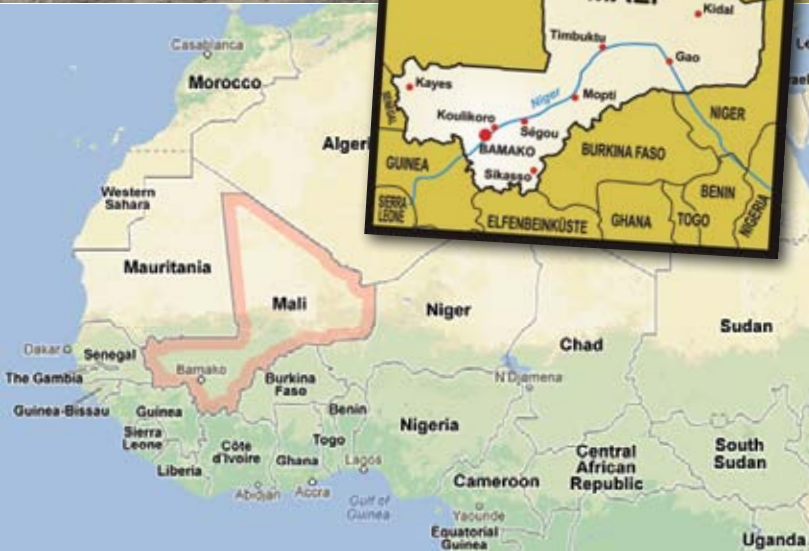 Kidal
Timbuktu
Gao
Kayes
Niger
Mopti
Koulikoro
Ségou
BAMAKO
Sikasso
NIGER
BURKINA FASO
GUINEA
BENIN
SIERRA
LEONE
ELFENBEINKÜSTE
GHANA
TOGO
NIGERIA
Casablanca
Morocco
Western
Sahara
Mauritania
Mali
Niger
Chad
Sudan
Dakar
Senegal
The Gambia
Bamako
Burkina
Faso
N'Djamena
Guinea-Bissau
Guinea
Benin
Nigeria
Sierra
Leone
Côte
d'Ivoire
Togo
Ghana
Lagos
Liberia
Central
African
Republic
South
Sudan
Abidjan
Accra
Gulf of
Guinea
Cameroon
Yaounde
Equatorial
Guinea
Uganda